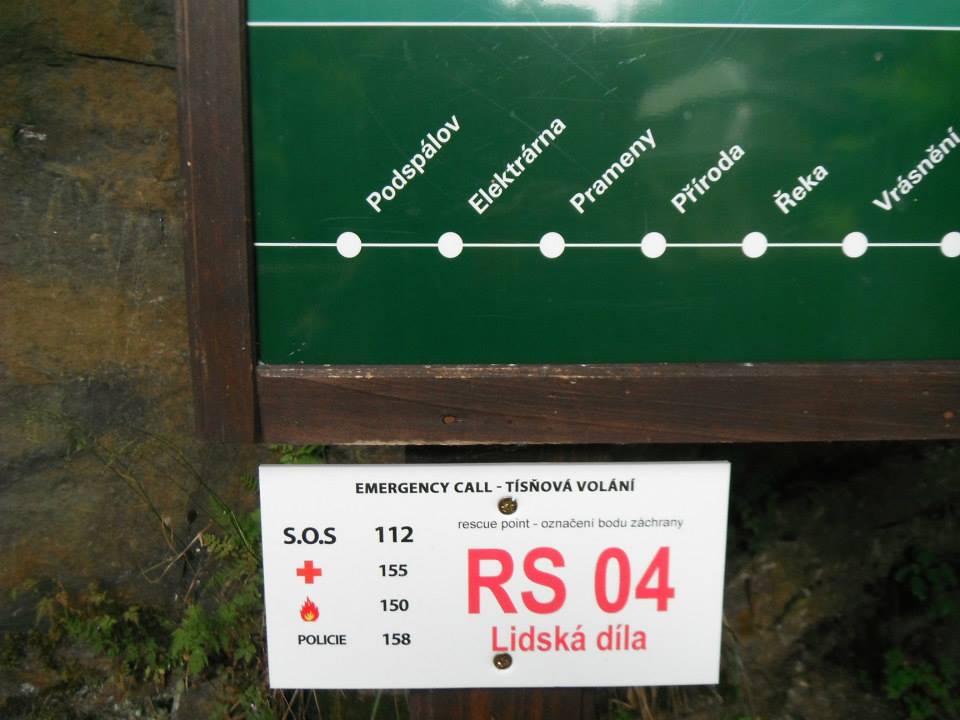 Podspálov
Elektrárna
Prameny
Příroda
Řeka
Vrásnění
EMERGENCY CALL - TÍSŇOVÁ VOLÁNÍ
rescue point - označení bodu záchrany
S.O.S 112
155
150
POLICIE 158
RS 04
Lidská díla